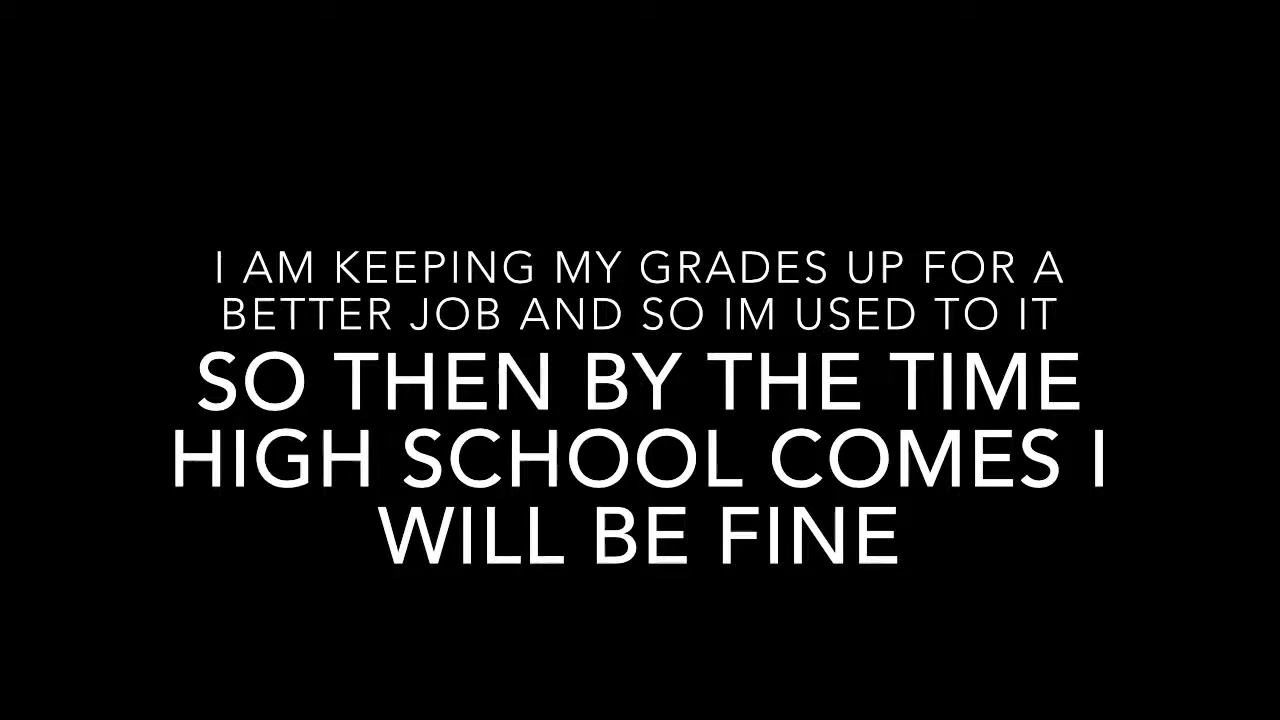 I AM KEEPING MY GRADES UP FOR A
BETTER JOB AND SO IM USED TO IT
SO THEN BY THE TIME
HIGH SCHOOL COMES I
WILL BE FINE